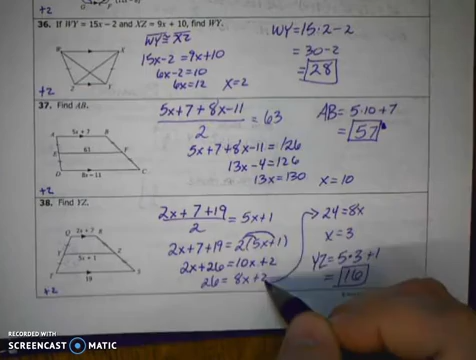 +2
36. If WY = 15x − 2 and XZ = 9x + 10, find WY.
W X
Z Y
+2
WY ≅ XZ
15x−2 = 9x+10
6x−2 = 10
6x = 12 x=2
WY = 15·2 −2
= 30−2
= 28
37. Find AB.
A 5x + 7 B
E 63 F
D 8x − 11 C
+2
5x+7+8x−11 = 63
2
5x+7+8x−11 = 126
13x−4 = 126
13x = 130 x=10
AB = 5·10 +7
= 57
38. Find YZ.
Q 2x + 7 R
Y 5x + 1 Z
T 19 S
+2
2x+7+19 = 5x+1
2
2x+7+19 = 2(5x+1)
2x+26 = 10x+2
26 = 8x+2
24 = 8x
x = 3
YZ = 5·3 +1
= 16
RECORDED WITH
SCREENCAST MATIC